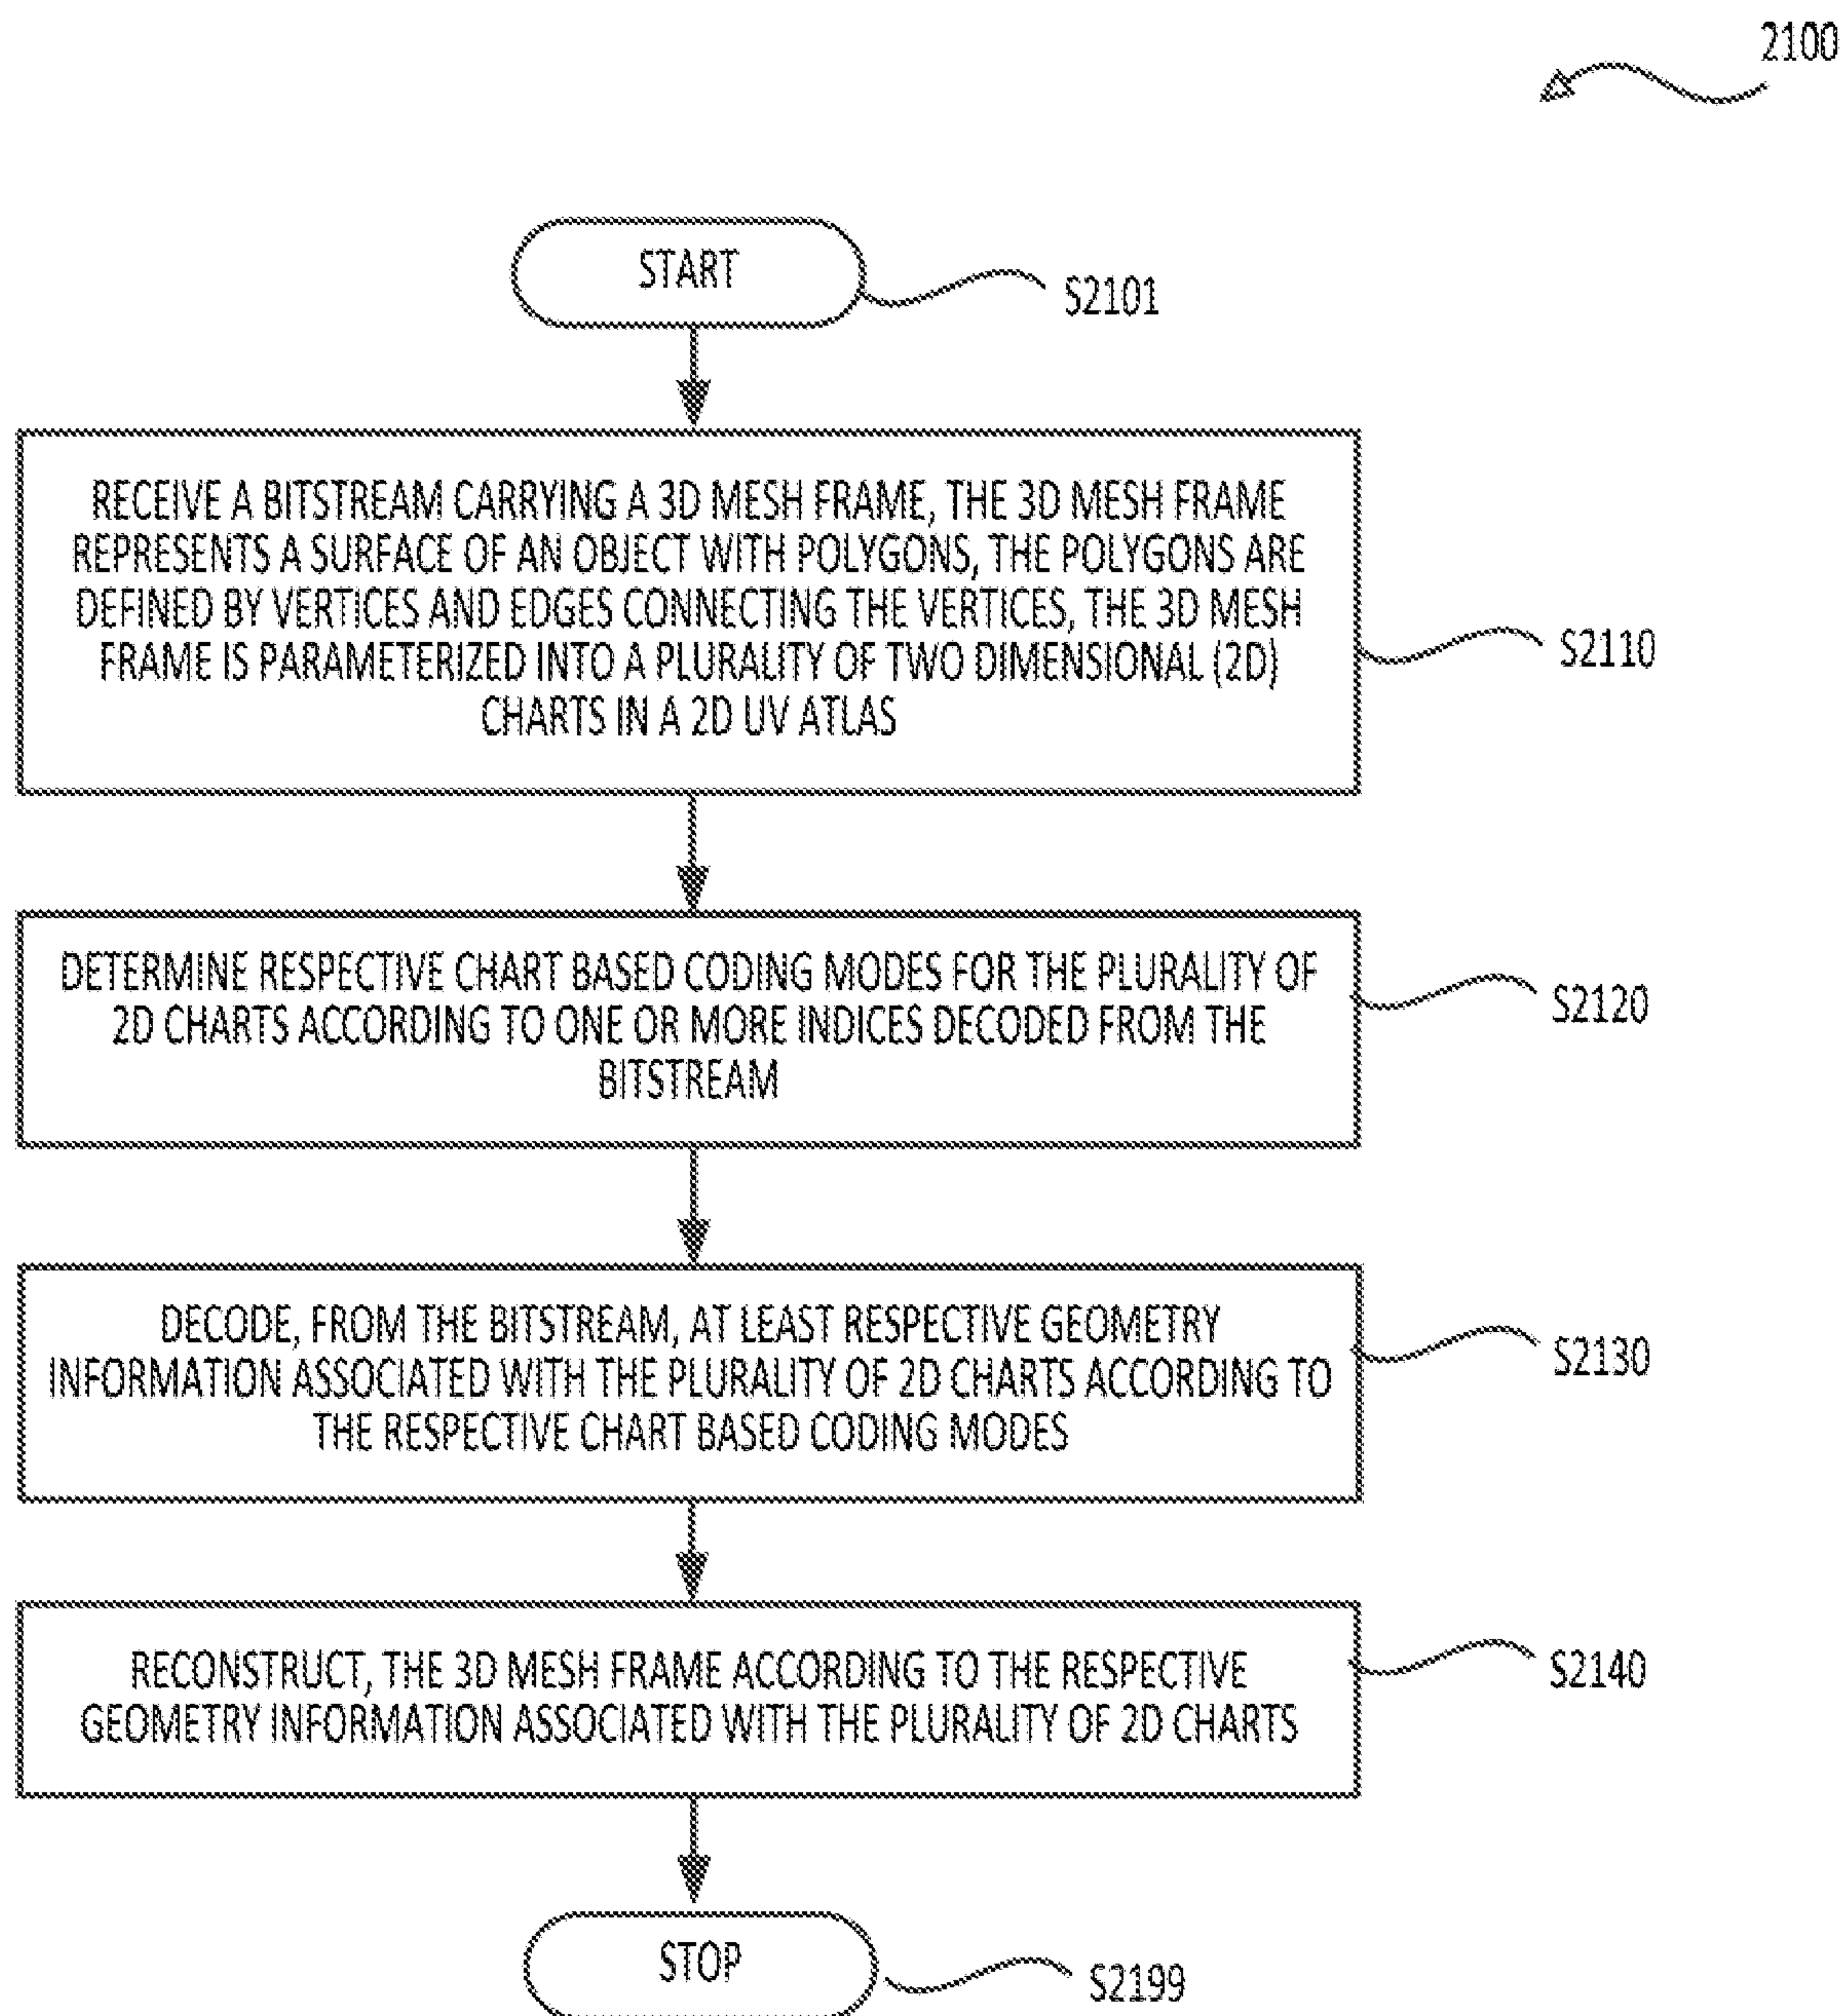 2100
START
S2101
RECEIVE A BITSTREAM CARRYING A 3D MESH FRAME, THE 3D MESH FRAME
REPRESENTS A SURFACE OF AN OBJECT WITH POLYGONS, THE POLYGONS ARE
DEFINED BY VERTICES AND EDGES CONNECTING THE VERTICES, THE 3D MESH
FRAME IS PARAMETERIZED INTO A PLURALITY OF TWO DIMENSIONAL (2D)
CHARTS IN A 2D UV ATLAS
S2110
DETERMINE RESPECTIVE CHART BASED CODING MODES FOR THE PLURALITY OF
2D CHARTS ACCORDING TO ONE OR MORE INDICES DECODED FROM THE
BITSTREAM
S2120
DECODE, FROM THE BITSTREAM, AT LEAST RESPECTIVE GEOMETRY
INFORMATION ASSOCIATED WITH THE PLURALITY OF 2D CHARTS ACCORDING TO
THE RESPECTIVE CHART BASED CODING MODES
S2130
RECONSTRUCT, THE 3D MESH FRAME ACCORDING TO THE RESPECTIVE
GEOMETRY INFORMATION ASSOCIATED WITH THE PLURALITY OF 2D CHARTS
S2140
STOP
S2199